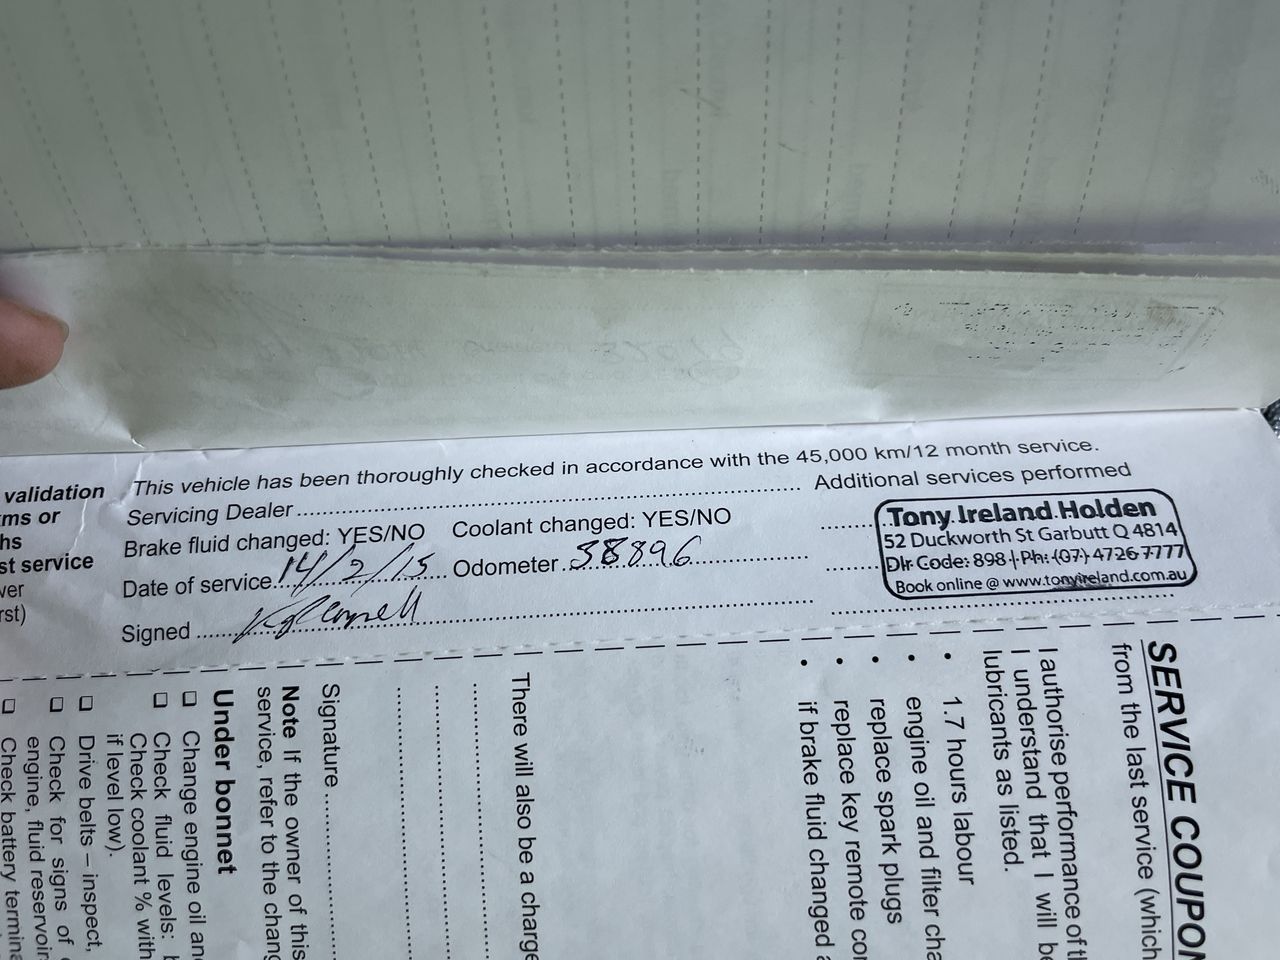 validation
ms or
hs
st service
ver
rst)
This vehicle has been thoroughly checked in accordance with the 45,000 km/12 month service.
Servicing Dealer
Additional services performed
Brake fluid changed: YES/NO Coolant changed: YES/NO
Date of service 14/2/15 Odometer 38896
Signed
Tony Ireland Holden
52 Duckworth St Garbutt Q 4814
Dlr Code: 898 | Ph: (07) 4726 7777
Book online @ www.tonyireland.com.au
SERVICE COUPON
from the last service (which
I authorise performance of t
I understand that I will be
lubricants as listed.
• 1.7 hours labour
• engine oil and filter cha
• replace spark plugs
• replace key remote co
• if brake fluid changed a
There will also be a charge
Signature
Note If the owner of this
service, refer to the chang
Under bonnet
Change engine oil and
Check fluid levels: b
Check coolant % with
if level low).
Drive belts – inspect,
Check for signs of
engine, fluid reservoir
Check battery termina